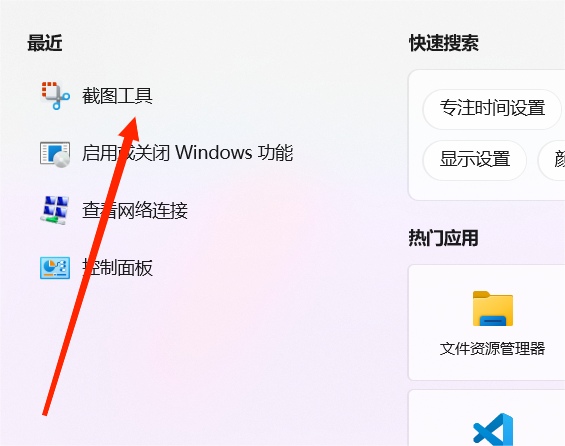 最近
截图工具
启用或关闭 Windows 功能
查看网络连接
控制面板
快速搜索
专注时间设置
显示设置
热门应用
文件资源管理器